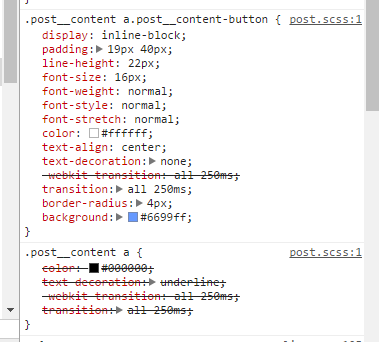 .post__content a.post__content-button { post.scss:1
display: inline-block;
padding:▶ 19px 40px;
line-height: 22px;
font-size: 16px;
font-weight: normal;
font-style: normal;
font-stretch: normal;
color: #ffffff;
text-align: center;
text-decoration:▶ none;
-webkit-transition: all 250ms;
transition:▶ all 250ms;
border-radius:▶ 4px;
background:▶ #6699ff;
}
.post__content a { post.scss:1
color: #000000;
text-decoration:▶ underline;
-webkit-transition: all 250ms;
transition:▶ all 250ms;
}